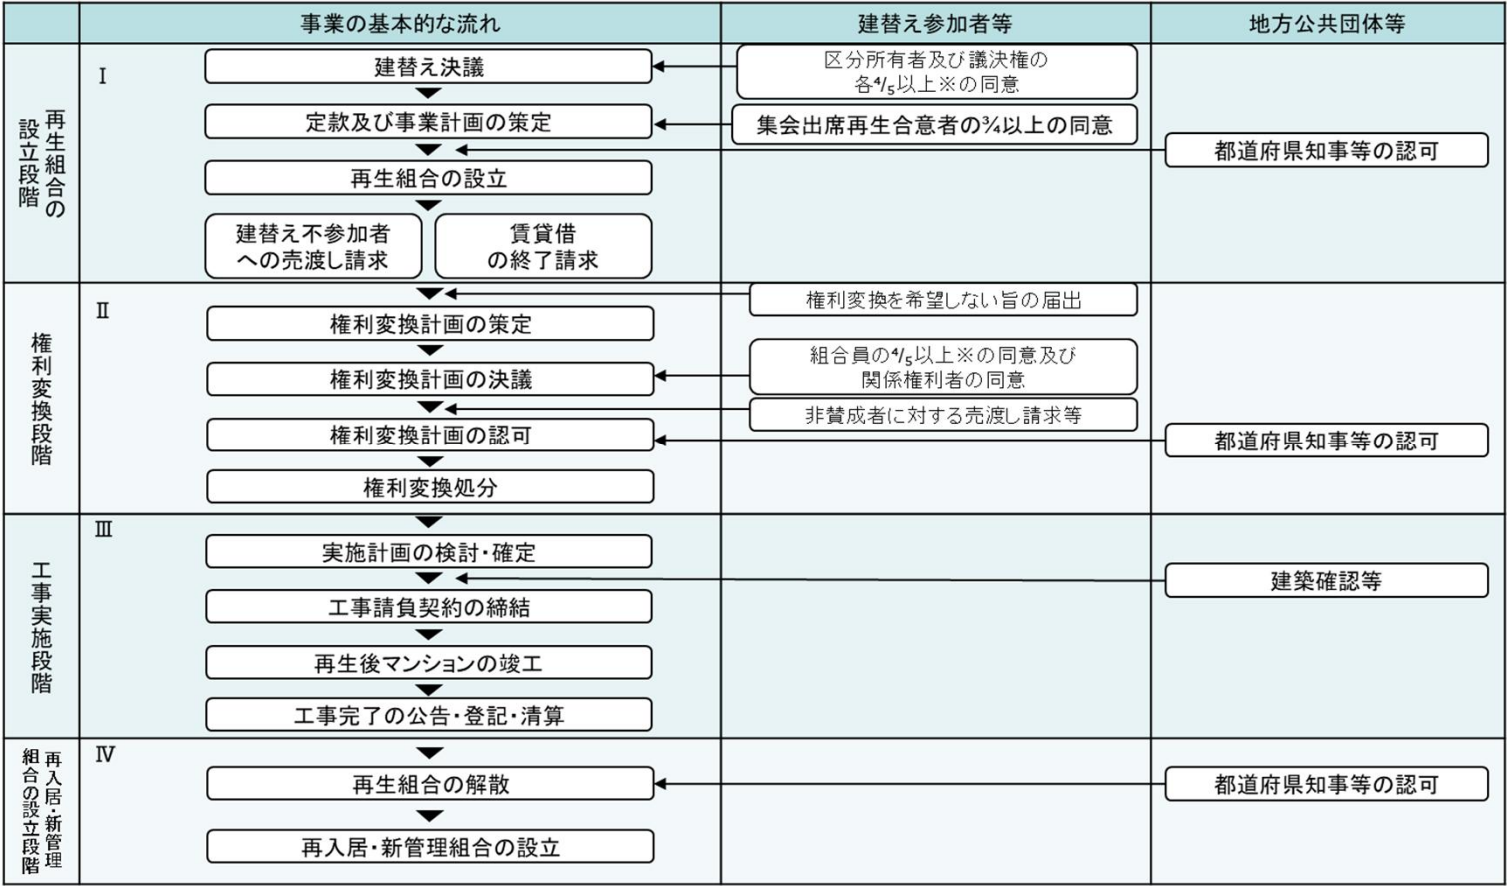 事業の基本的な流れ
建替え参加者等
地方公共団体等
再生組合の
設立段階
Ⅰ
建替え決議
区分所有者及び議決権の
各⁴/₅以上※の同意
定款及び事業計画の策定
集会出席再生合意者の¾以上の同意
都道府県知事等の認可
再生組合の設立
建替え不参加者
への売渡し請求
賃貸借
の終了請求
権利変換段階
Ⅱ
権利変換を希望しない旨の届出
権利変換計画の策定
組合員の⁴/₅以上※の同意及び
関係権利者の同意
権利変換計画の決議
非賛成者に対する売渡し請求等
権利変換計画の認可
都道府県知事等の認可
権利変換処分
工事実施段階
Ⅲ
実施計画の検討・確定
建築確認等
工事請負契約の締結
再生後マンションの竣工
工事完了の公告・登記・清算
再入居・新管理
組合の設立段階
Ⅳ
再生組合の解散
都道府県知事等の認可
再入居・新管理組合の設立